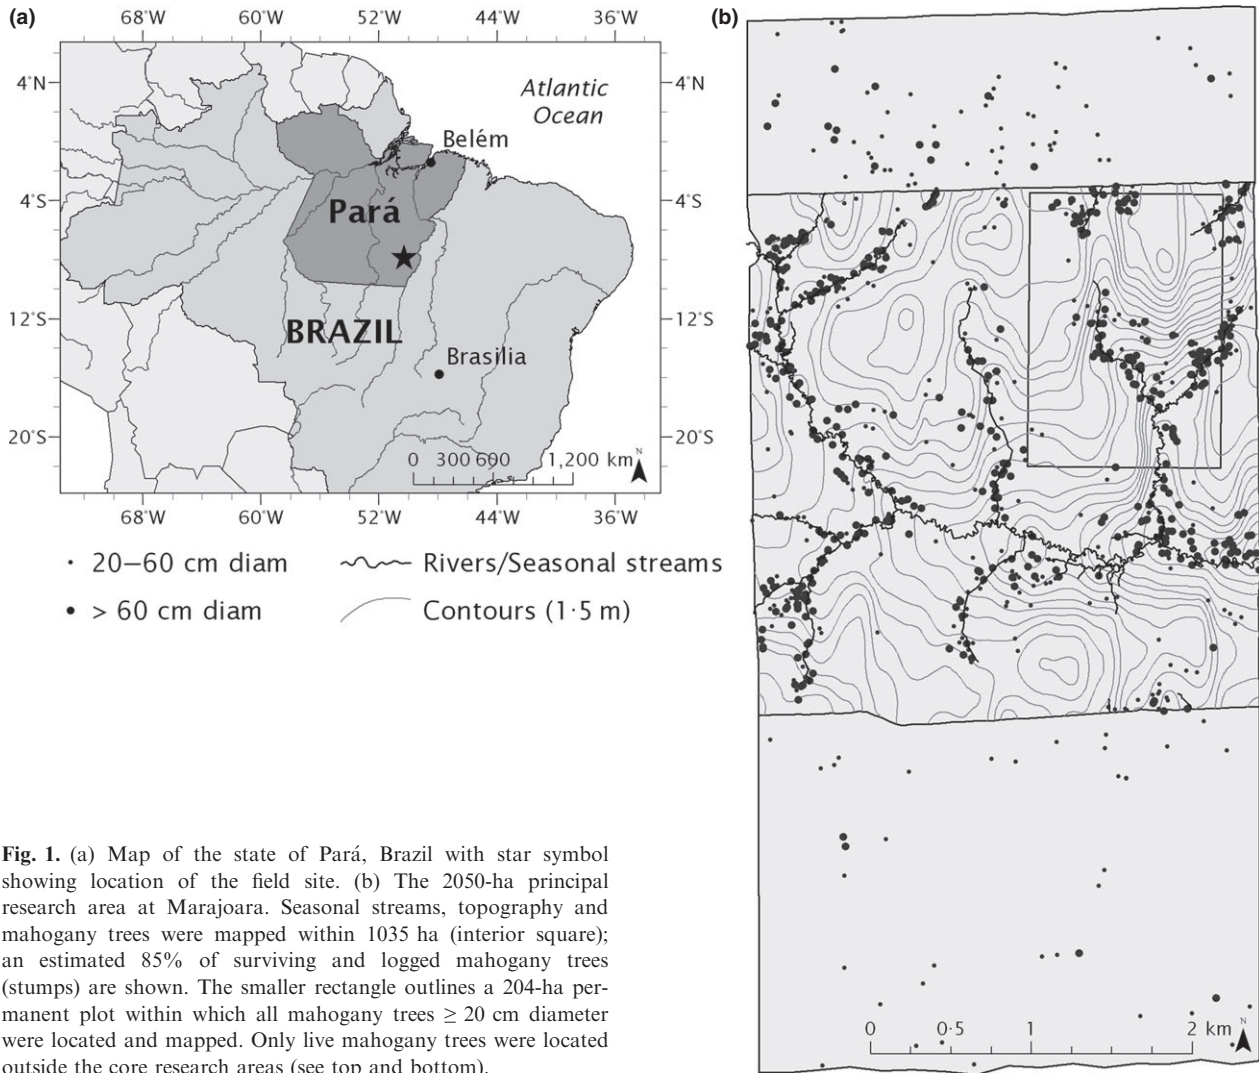 (a)
68°W 60°W 52°W 44°W 36°W
4°N 4°N
Atlantic
Ocean
Belém
4°S 4°S
Pará
12°S 12°S
BRAZIL
Brasilia
20°S 20°S
0 300 600 1,200 km
N
68°W 60°W 52°W 44°W 36°W
20–60 cm diam
Rivers/Seasonal streams
> 60 cm diam
Contours (1·5 m)
(b)
0 0·5 1 2 km
N
Fig. 1. (a) Map of the state of Pará, Brazil with star symbol
showing location of the field site. (b) The 2050-ha principal
research area at Marajoara. Seasonal streams, topography and
mahogany trees were mapped within 1035 ha (interior square);
an estimated 85% of surviving and logged mahogany trees
(stumps) are shown. The smaller rectangle outlines a 204-ha per-
manent plot within which all mahogany trees ≥ 20 cm diameter
were located and mapped. Only live mahogany trees were located
outside the core research areas (see top and bottom).